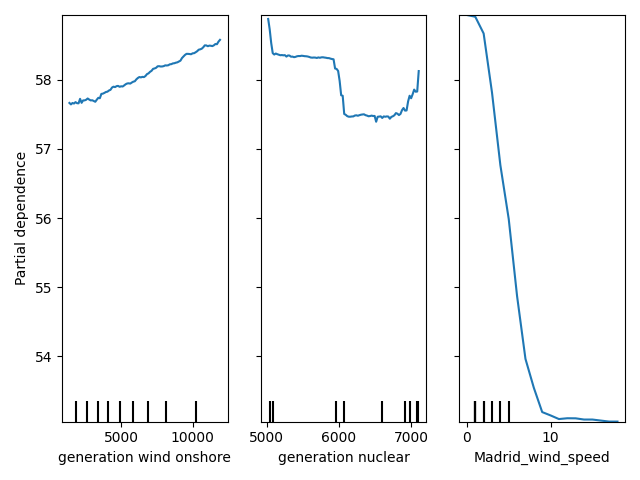 Partial dependence
58
57
56
55
54
5000 10000
generation wind onshore
5000 6000 7000
generation nuclear
0 10
Madrid_wind_speed